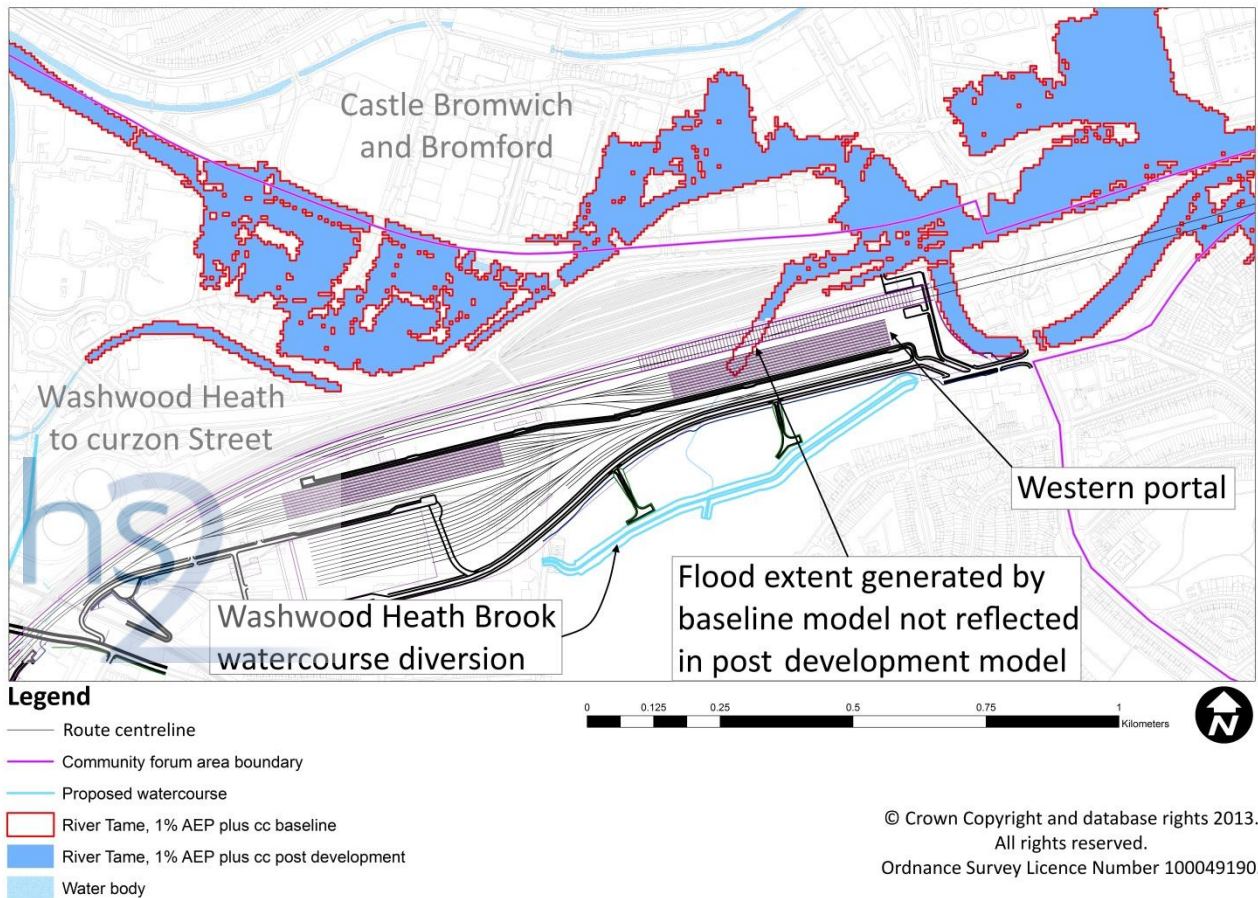 Castle Bromwich
and Bromford
Washwood Heath
to curzon Street
hs2
Western portal
Flood extent generated by
baseline model not reflected
in post development model
Washwood Heath Brook
watercourse diversion
Legend
Route centreline
Community forum area boundary
Proposed watercourse
River Tame, 1% AEP plus cc baseline
River Tame, 1% AEP plus cc post development
Water body
0 0.125 0.25 0.5 0.75 1
Kilometers
N
© Crown Copyright and database rights 2013.
All rights reserved.
Ordnance Survey Licence Number 100049190.